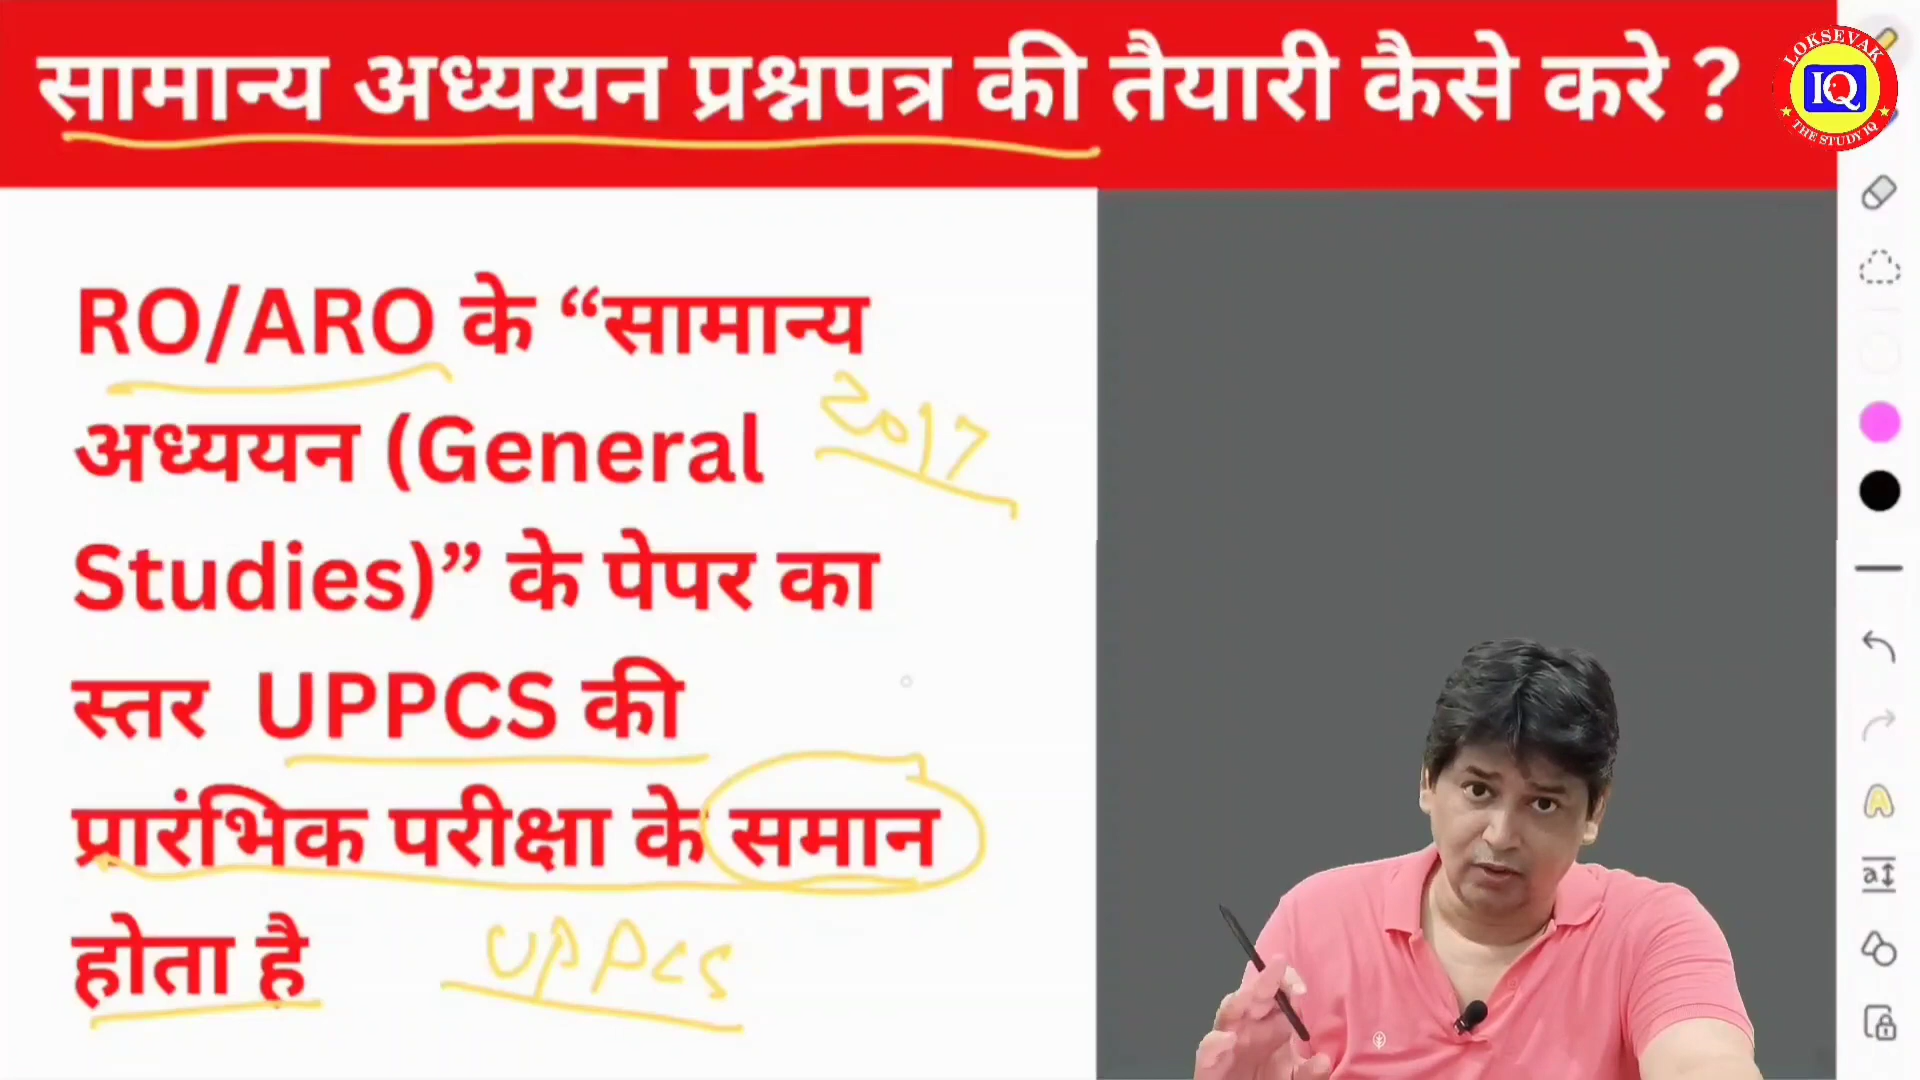 सामान्य अध्ययन प्रश्नपत्र की तैयारी कैसे करे ?
LOKSEVAK
IQ
THE STUDY IQ
RO/ARO के “सामान्य
अध्ययन (General
2017
Studies)” के पेपर का
स्तर UPPCS की
प्रारंभिक परीक्षा के समान
होता है
UPPCS
A
a